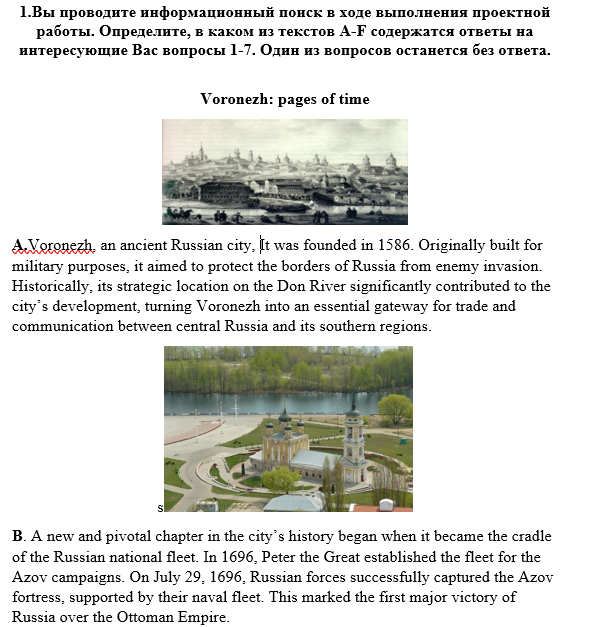 1.Вы проводите информационный поиск в ходе выполнения проектной
работы. Определите, в каком из текстов A-F содержатся ответы на
интересующие Вас вопросы 1-7. Один из вопросов останется без ответа.
Voronezh: pages of time
A.Voronezh, an ancient Russian city, It was founded in 1586. Originally built for
military purposes, it aimed to protect the borders of Russia from enemy invasion.
Historically, its strategic location on the Don River significantly contributed to the
city’s development, turning Voronezh into an essential gateway for trade and
communication between central Russia and its southern regions.
s
B. A new and pivotal chapter in the city’s history began when it became the cradle
of the Russian national fleet. In 1696, Peter the Great established the fleet for the
Azov campaigns. On July 29, 1696, Russian forces successfully captured the Azov
fortress, supported by their naval fleet. This marked the first major victory of
Russia over the Ottoman Empire.